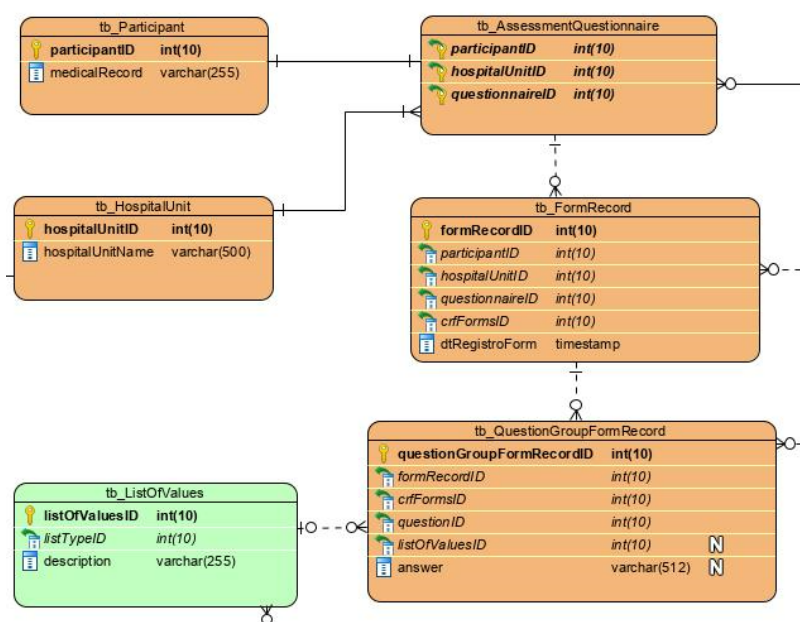 tb_Participant
participantID int(10)
medicalRecord varchar(255)
tb_AssessmentQuestionnaire
participantID int(10)
hospitalUnitID int(10)
questionnaireID int(10)
tb_HospitalUnit
hospitalUnitID int(10)
hospitalUnitName varchar(500)
tb_FormRecord
formRecordID int(10)
participantID int(10)
hospitalUnitID int(10)
questionnaireID int(10)
crfFormsID int(10)
dtRegistroForm timestamp
tb_QuestionGroupFormRecord
questionGroupFormRecordID int(10)
formRecordID int(10)
crfFormsID int(10)
questionID int(10)
listOfValuesID int(10) N
answer varchar(512) N
tb_ListOfValues
listOfValuesID int(10)
listTypeID int(10)
description varchar(255)